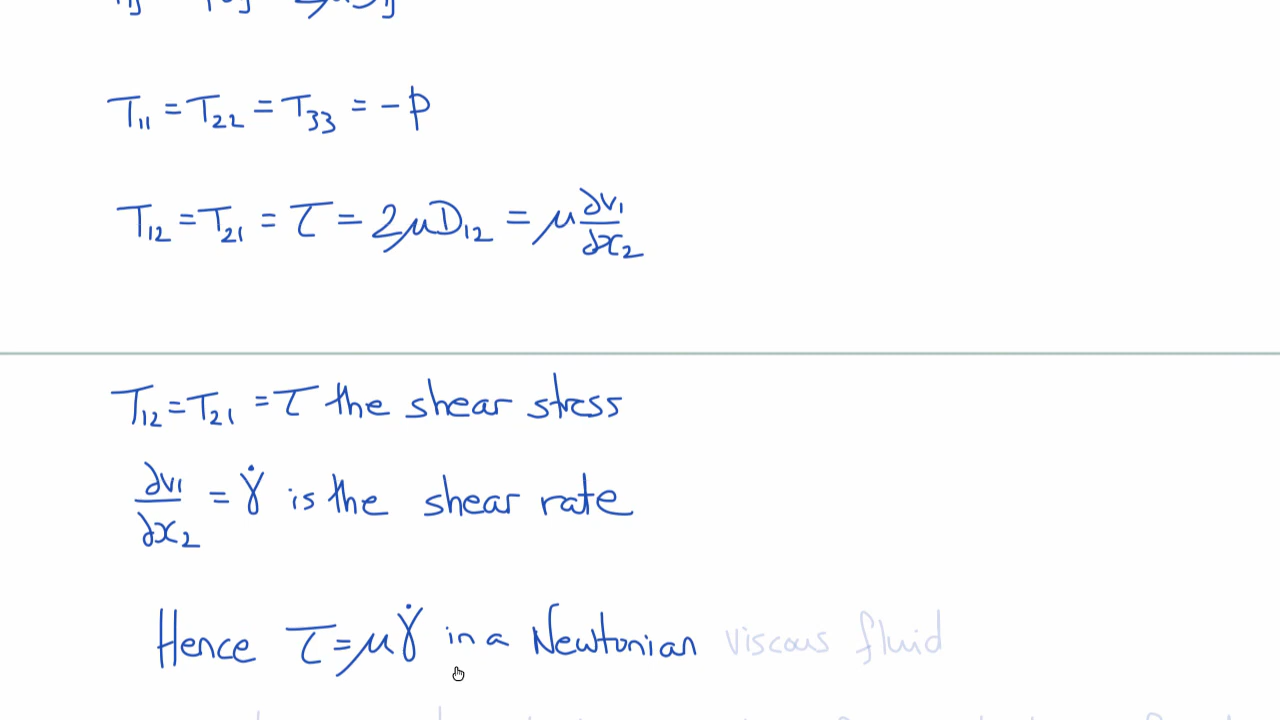 T₁₁ = T₂₂ = T₃₃ = -p
T₁₂ = T₂₁ = τ = 2μD₁₂ = μ ∂v₁/∂x₂
T₁₂ = T₂₁ = τ the shear stress
∂v₁/∂x₂ = γ̇ is the shear rate
Hence τ = μγ̇ in a Newtonian viscous fluid